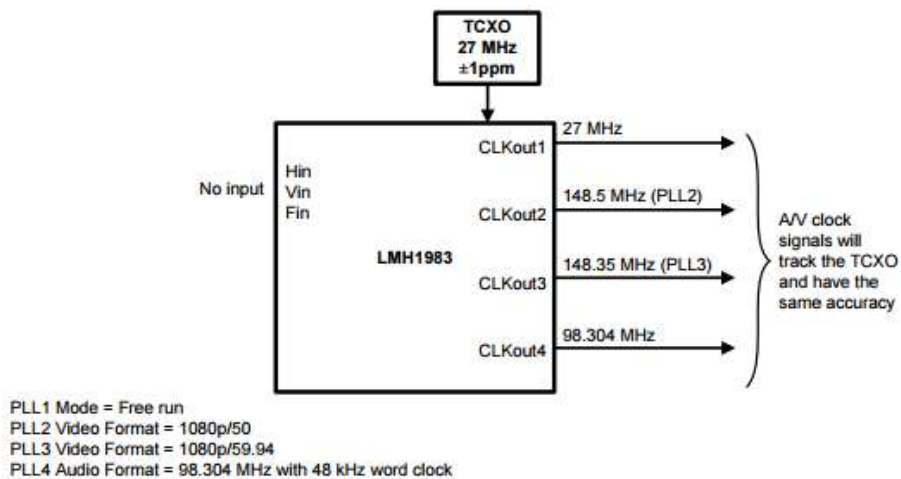 TCXO
27 MHz
±1ppm
No input
Hin
Vin
Fin
LMH1983
CLKout1
27 MHz
CLKout2
148.5 MHz (PLL2)
CLKout3
148.35 MHz (PLL3)
CLKout4
98.304 MHz
A/V clock
signals will
track the TCXO
and have the
same accuracy
PLL1 Mode = Free run
PLL2 Video Format = 1080p/50
PLL3 Video Format = 1080p/59.94
PLL4 Audio Format = 98.304 MHz with 48 kHz word clock